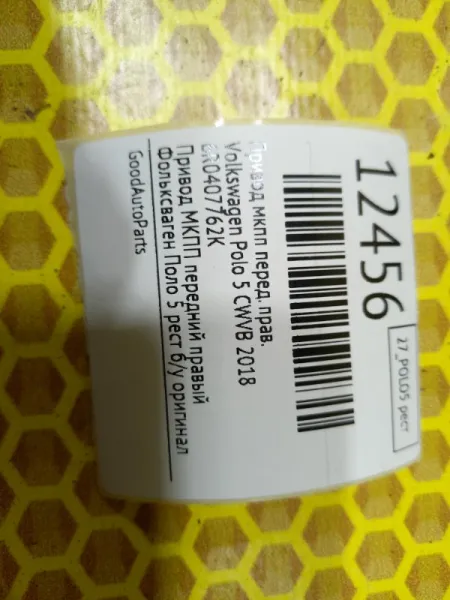 12456
27_POLO5 рест
Привод мкпп перед. прав.
Volkswagen Polo 5 CWVB 2018
6R0407762K
Привод МКПП передний правый
Фольксваген Поло 5 рест б/у оригинал
GoodAutoParts